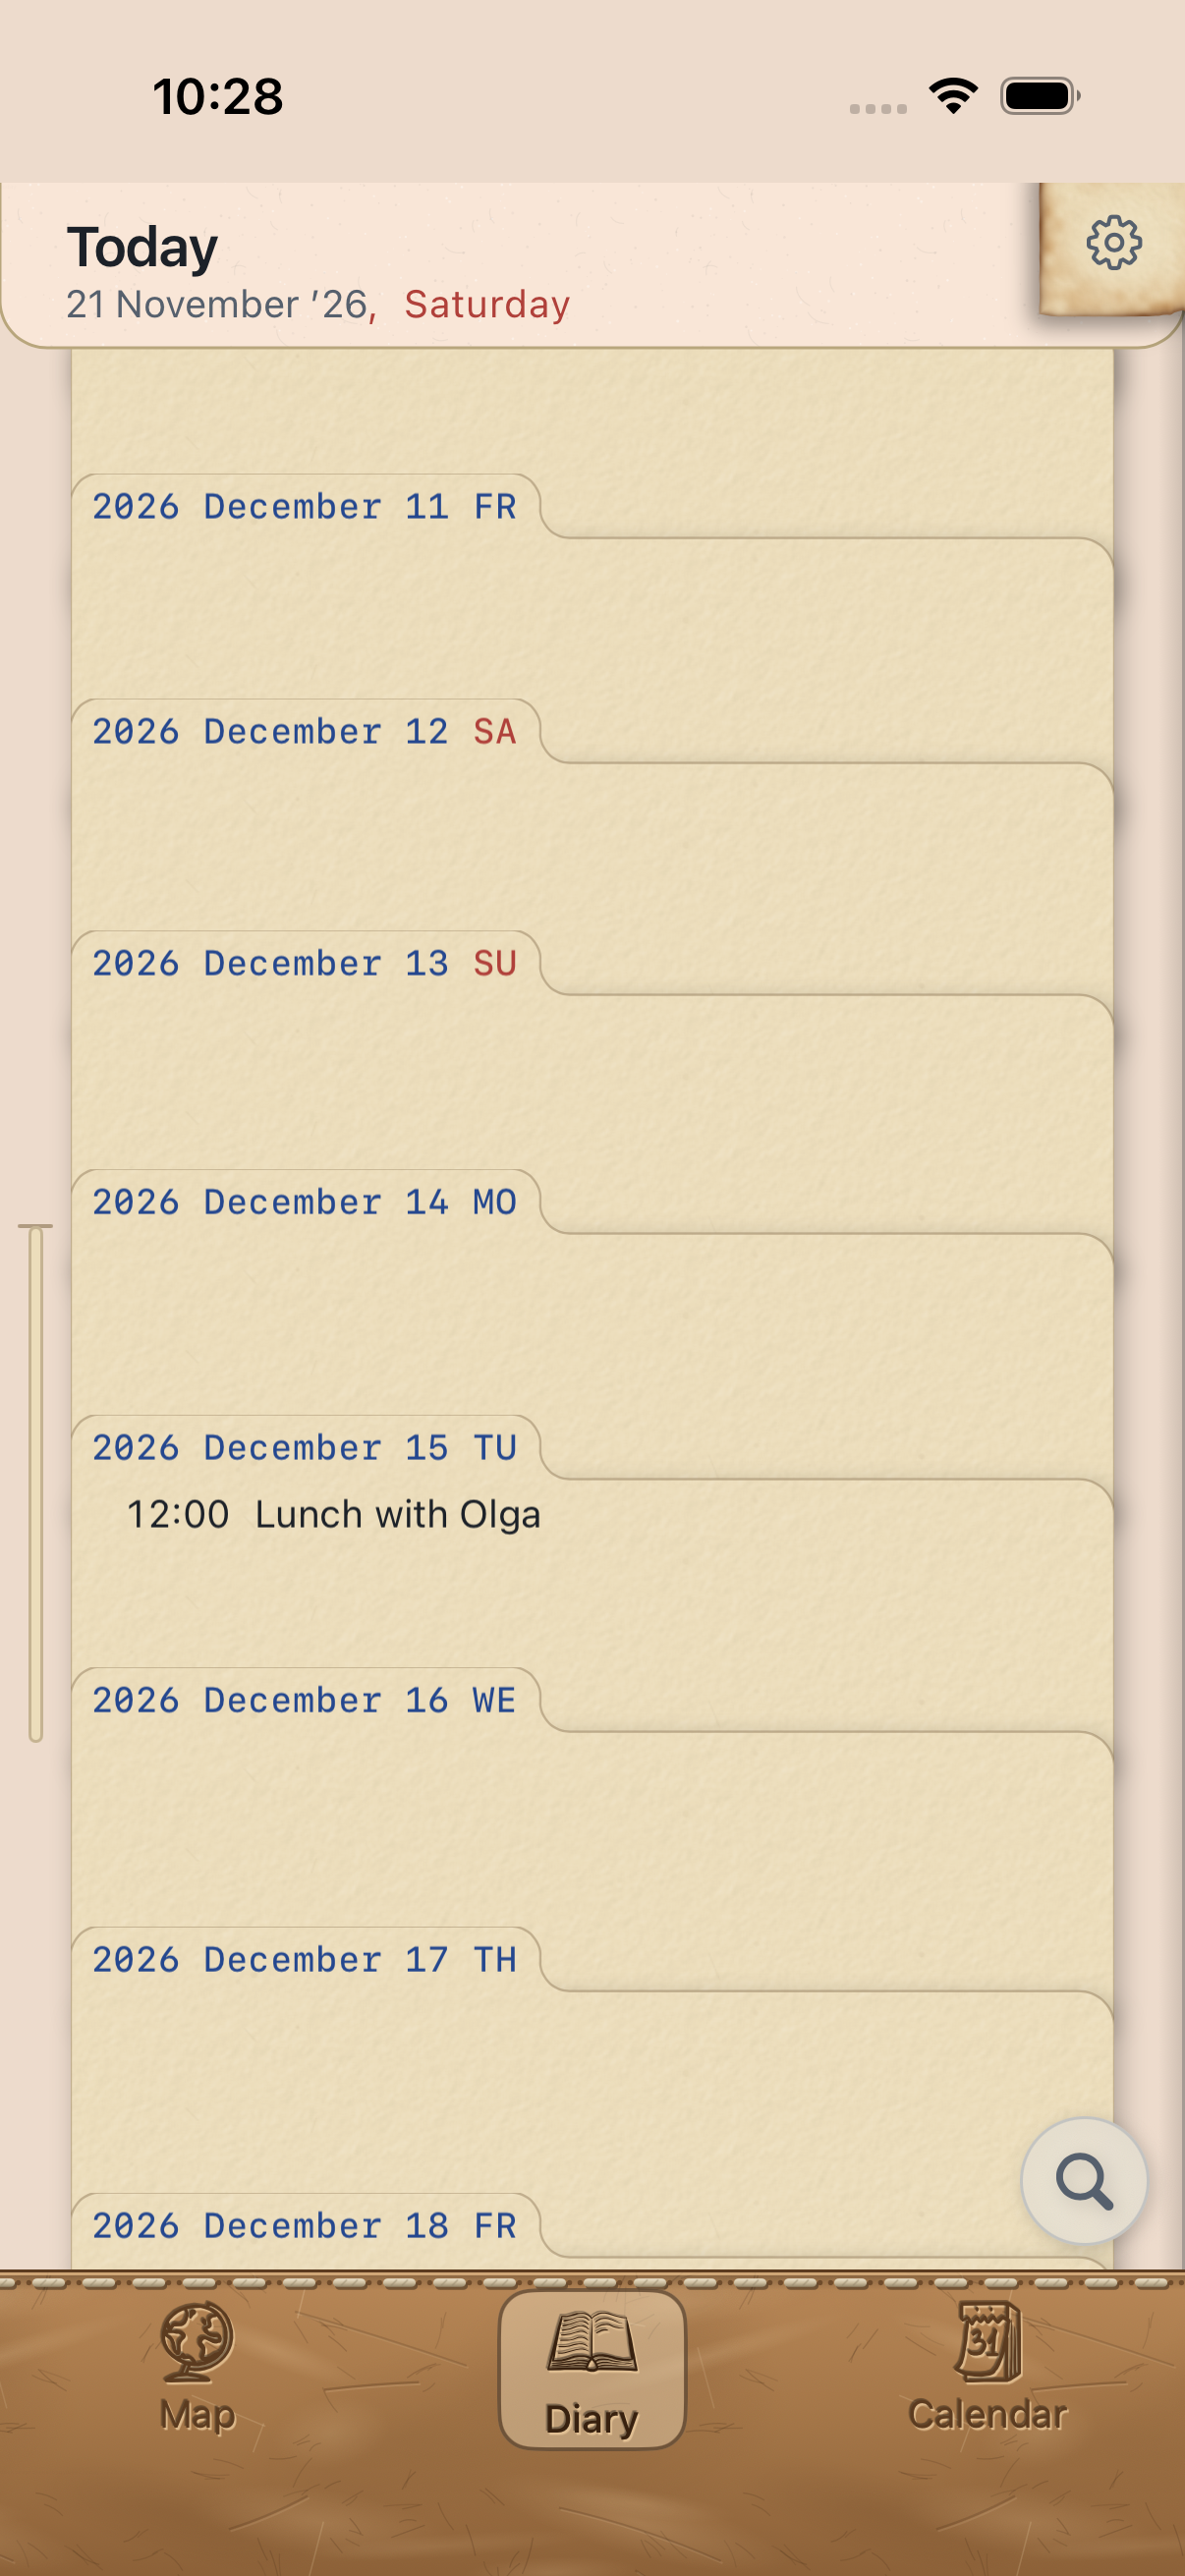 10:28
Today
21 November ’26, Saturday
2026 December 11 FR
2026 December 12 SA
2026 December 13 SU
2026 December 14 MO
2026 December 15 TU
12:00 Lunch with Olga
2026 December 16 WE
2026 December 17 TH
2026 December 18 FR
31
Map Diary Calendar